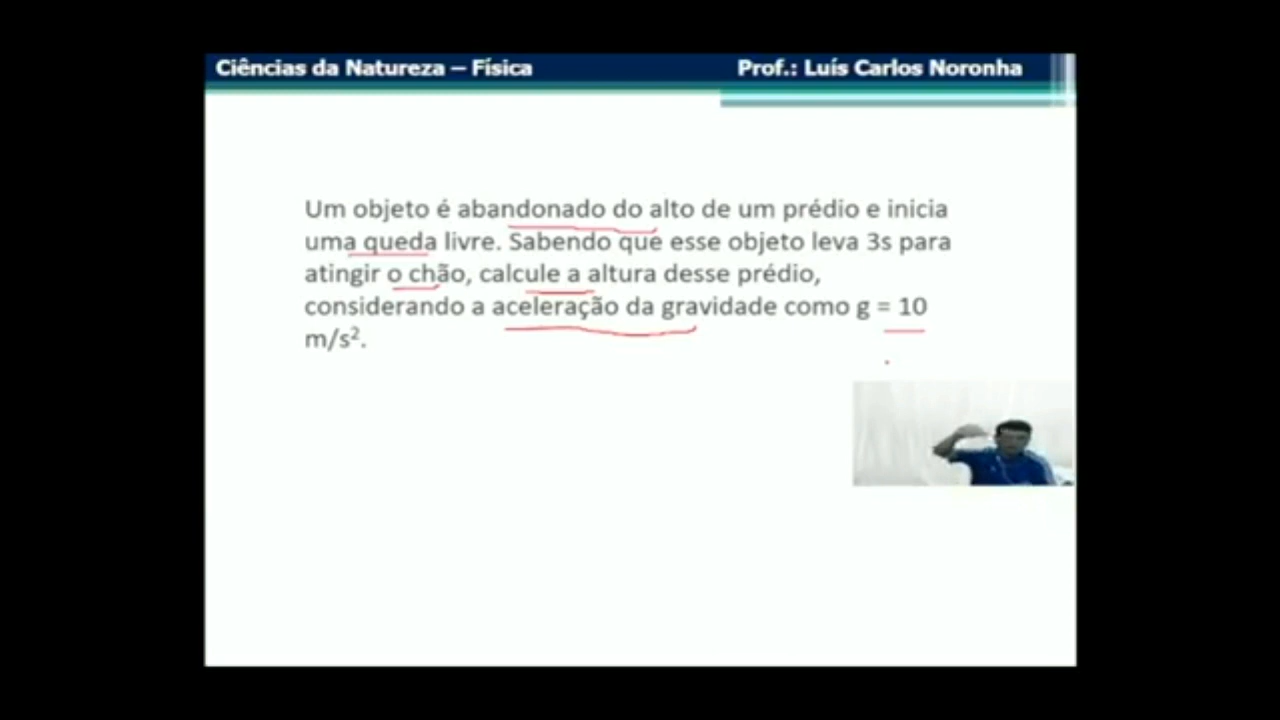 Ciências da Natureza – Física
Prof.: Luís Carlos Noronha
Um objeto é abandonado do alto de um prédio e inicia
uma queda livre. Sabendo que esse objeto leva 3s para
atingir o chão, calcule a altura desse prédio,
considerando a aceleração da gravidade como g = 10
m/s².